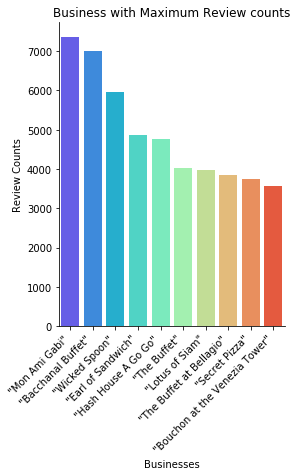 Business with Maximum Review counts
7000
6000
5000
4000
3000
2000
1000
0
Review Counts
"Mon Ami Gabi"
"Bacchanal Buffet"
"Wicked Spoon"
"Earl of Sandwich"
"Hash House A Go Go"
"The Buffet"
"Lotus of Siam"
"The Buffet at Bellagio"
"Secret Pizza"
"Bouchon at the Venezia Tower"
Businesses